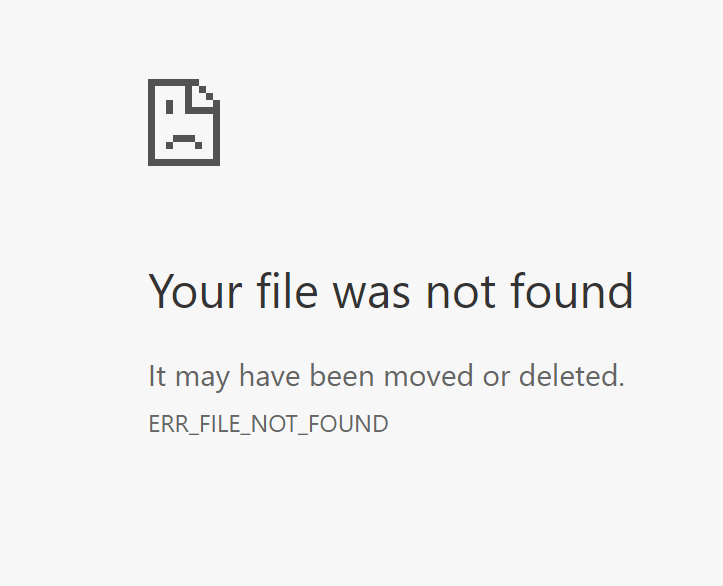 Your file was not found
It may have been moved or deleted.
ERR_FILE_NOT_FOUND